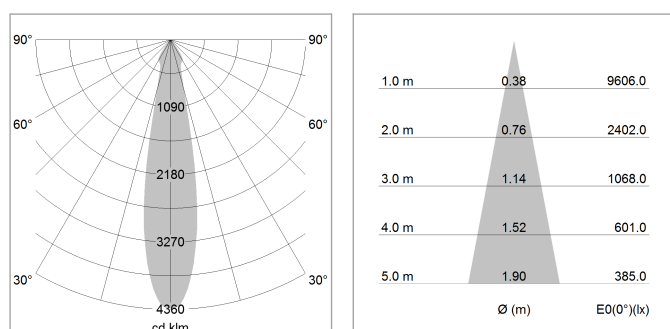 90° 90°
1090
60° 60°
2180
3270
30° 30°
4360
cd klm
1.0 m 0.38 9606.0
2.0 m 0.76 2402.0
3.0 m 1.14 1068.0
4.0 m 1.52 601.0
5.0 m 1.90 385.0
Ø (m) E0(0°)(lx)